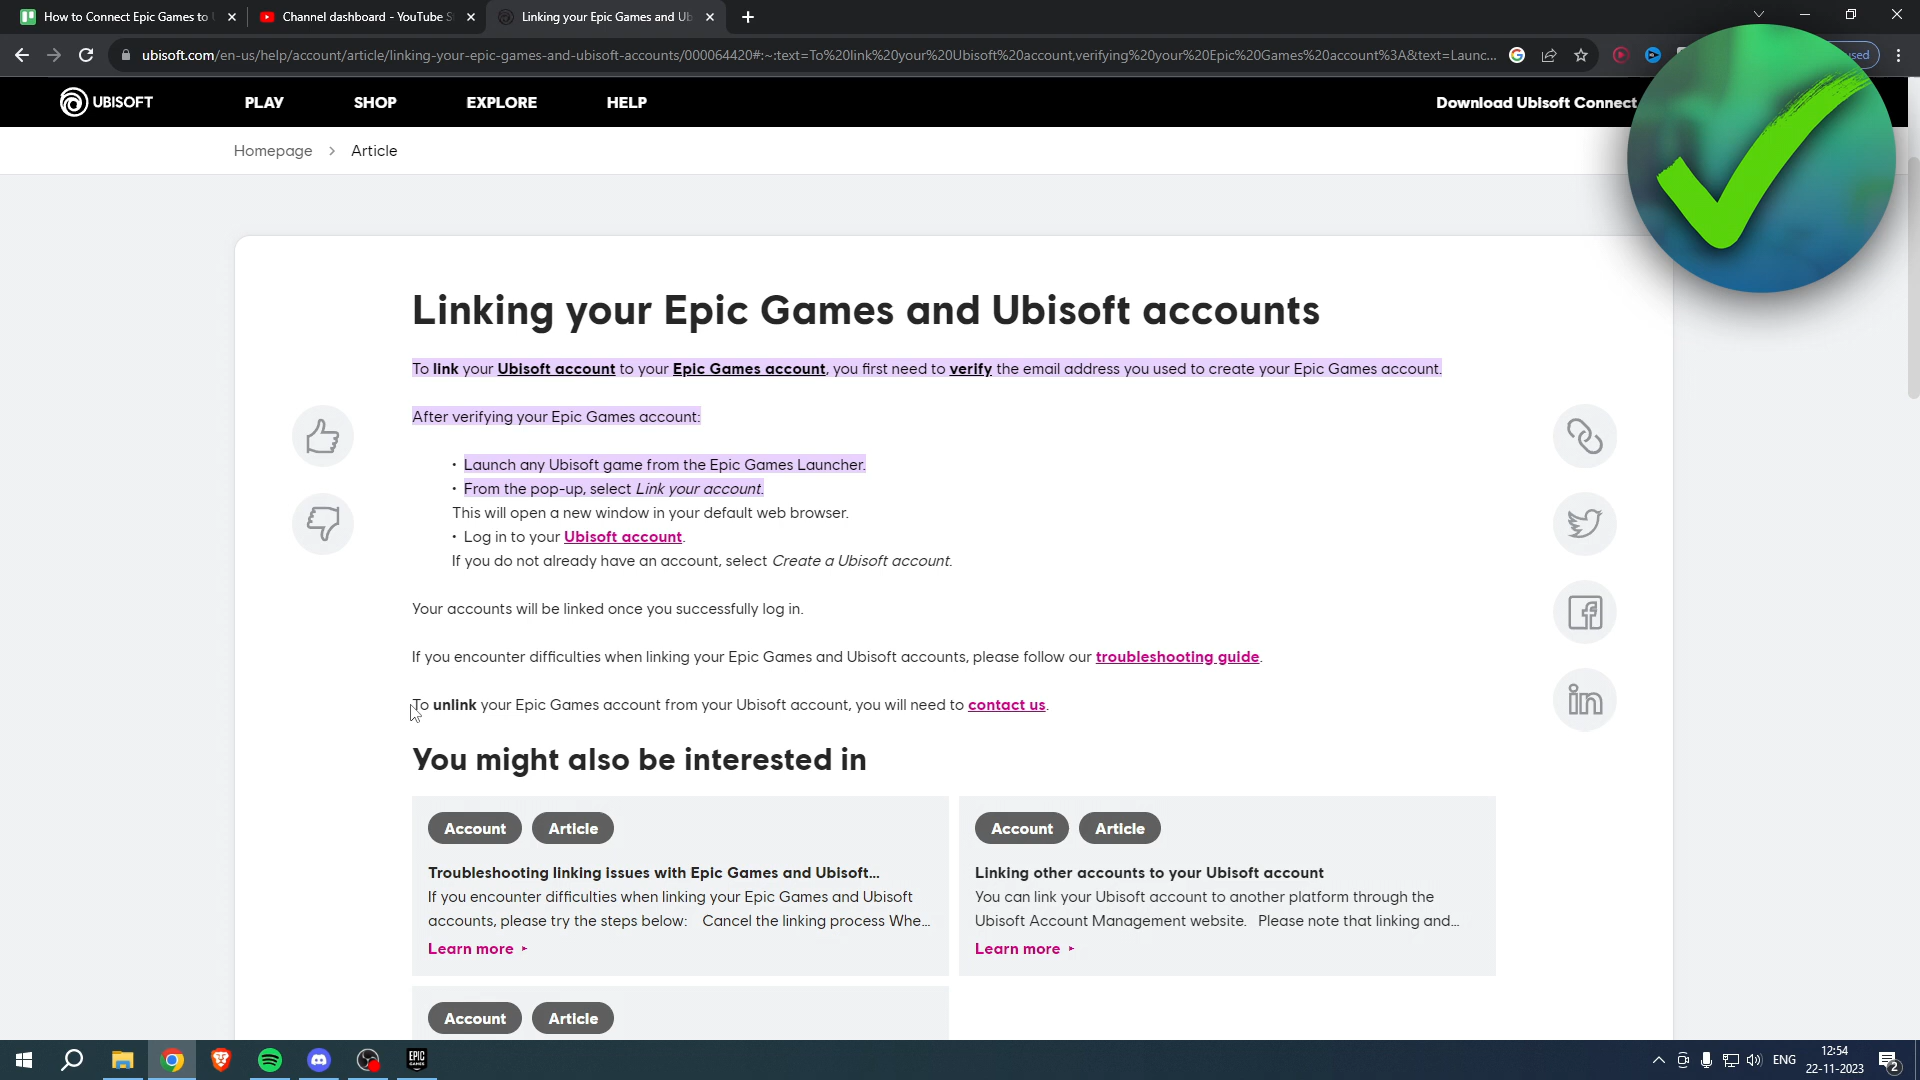 How to Connect Epic Games to
Channel dashboard - YouTube S
Linking your Epic Games and Ub
ubisoft.com/en-us/help/account/article/linking-your-epic-games-and-ubisoft-accounts/000064420#:~:text=To%20link%20your%20Ubisoft%20account,verifying%20your%20Epic%20Games%20account%3A&text=Launc...
UBISOFT
PLAY
SHOP
EXPLORE
HELP
Download Ubisoft Connect
Homepage > Article
Linking your Epic Games and Ubisoft accounts
To link your Ubisoft account to your Epic Games account, you first need to verify the email address you used to create your Epic Games account.
After verifying your Epic Games account:
• Launch any Ubisoft game from the Epic Games Launcher.
• From the pop-up, select Link your account.
This will open a new window in your default web browser.
• Log in to your Ubisoft account.
If you do not already have an account, select Create a Ubisoft account.
Your accounts will be linked once you successfully log in.
If you encounter difficulties when linking your Epic Games and Ubisoft accounts, please follow our troubleshooting guide.
To unlink your Epic Games account from your Ubisoft account, you will need to contact us.
You might also be interested in
Account Article
Troubleshooting linking issues with Epic Games and Ubisoft...
If you encounter difficulties when linking your Epic Games and Ubisoft
accounts, please try the steps below: Cancel the linking process Whe...
Learn more
Account Article
Linking other accounts to your Ubisoft account
You can link your Ubisoft account to another platform through the
Ubisoft Account Management website. Please note that linking and...
Learn more
Account Article
EPIC GAMES
ENG
12:54
22-11-2023
2